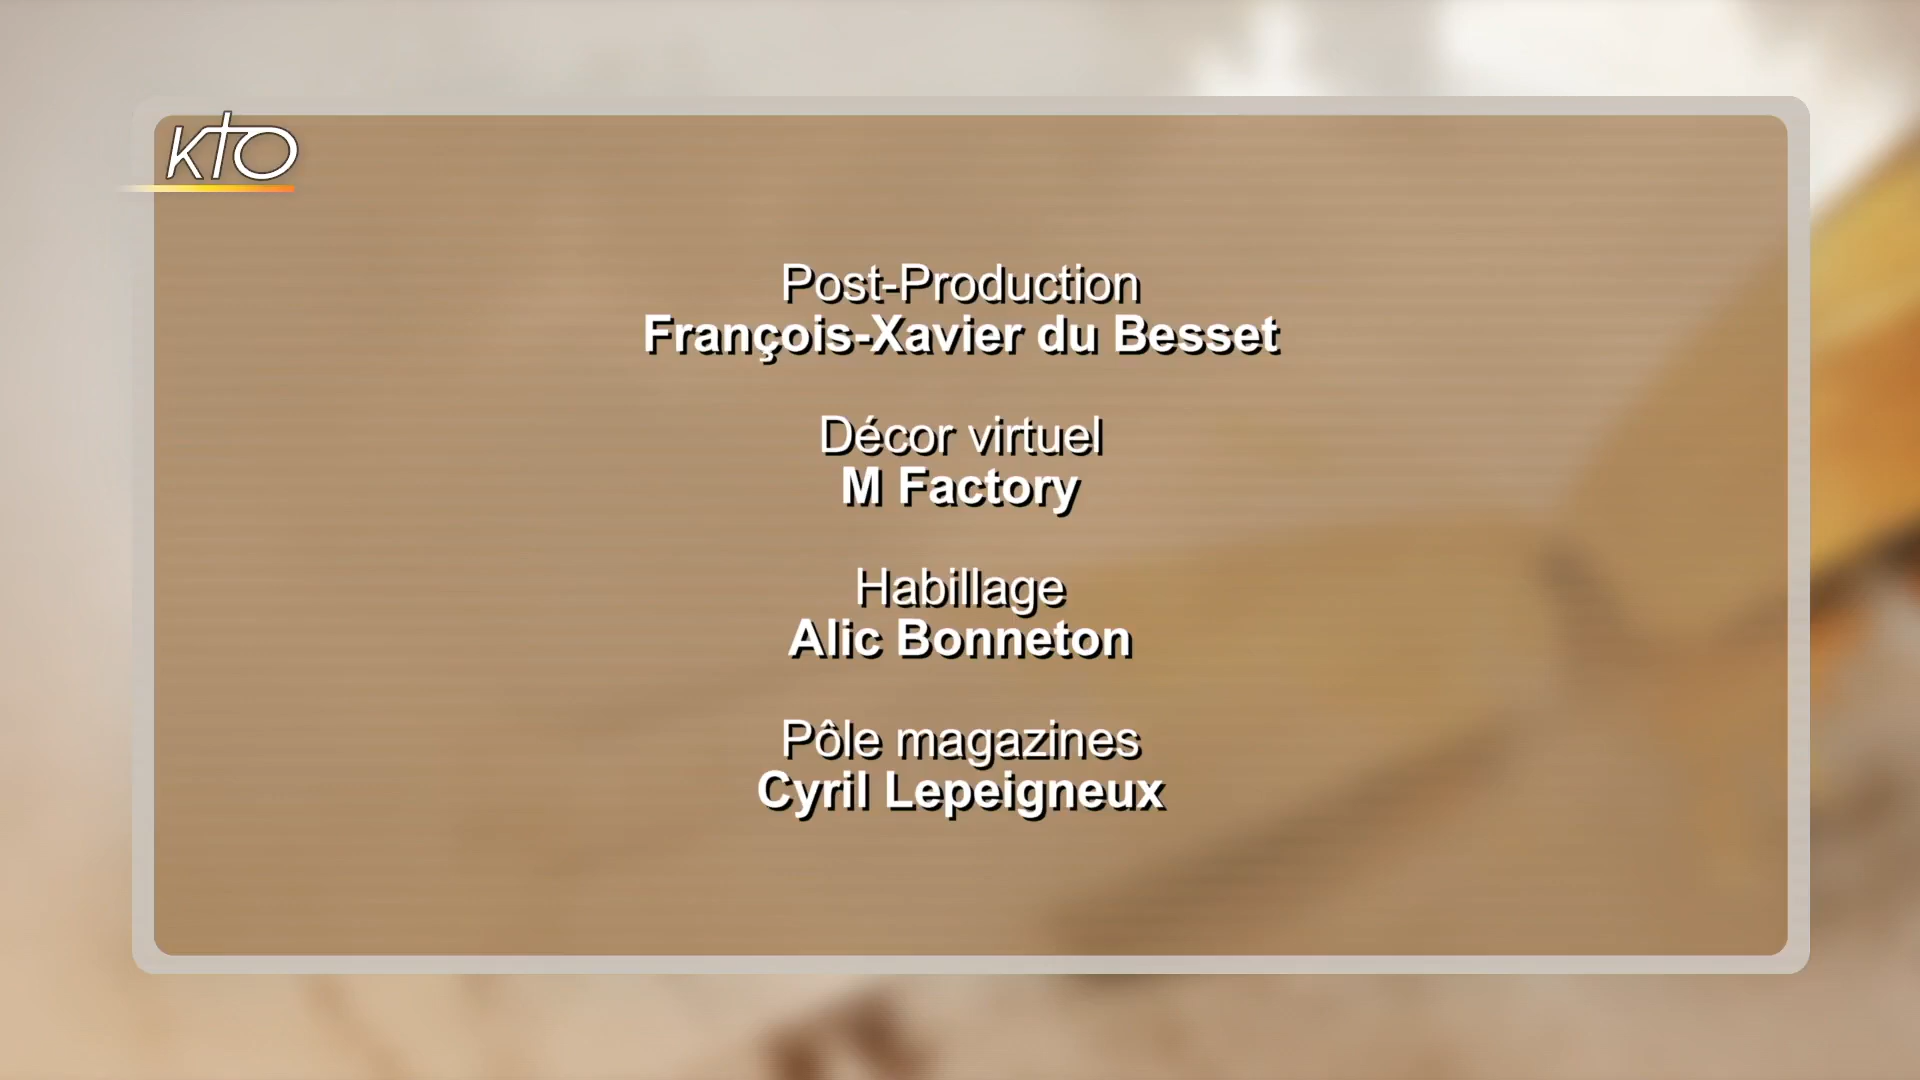 KTO
Post-Production
François-Xavier du Besset
Décor virtuel
M Factory
Habillage
Alic Bonneton
Pôle magazines
Cyril Lepeigneux